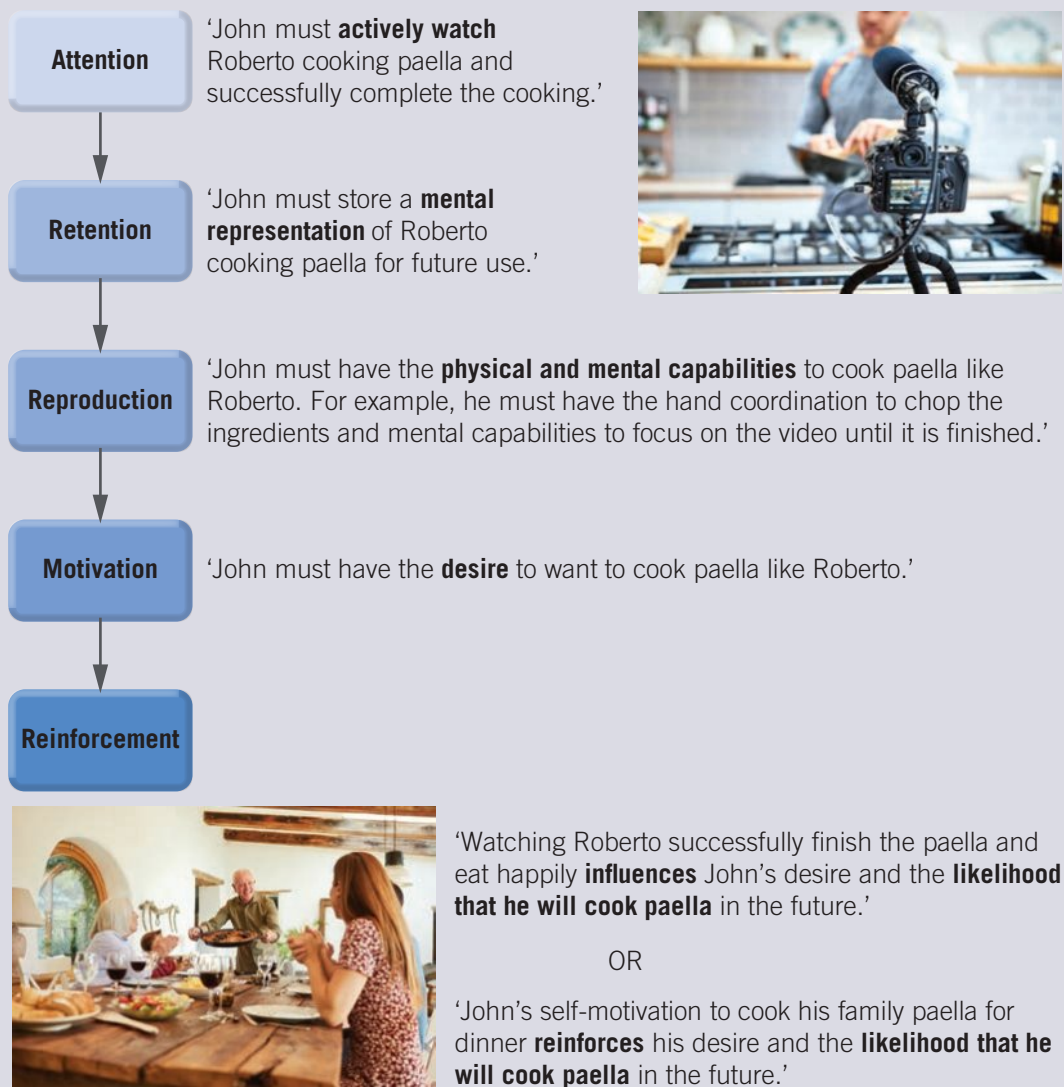 Attention
‘John must actively watch
Roberto cooking paella and
successfully complete the cooking.’
Retention
‘John must store a mental
representation of Roberto
cooking paella for future use.’
Reproduction
‘John must have the physical and mental capabilities to cook paella like
Roberto. For example, he must have the hand coordination to chop the
ingredients and mental capabilities to focus on the video until it is finished.’
Motivation
‘John must have the desire to want to cook paella like Roberto.’
Reinforcement
‘Watching Roberto successfully finish the paella and
eat happily influences John’s desire and the likelihood
that he will cook paella in the future.’
OR
‘John’s self-motivation to cook his family paella for
dinner reinforces his desire and the likelihood that he
will cook paella in the future.’